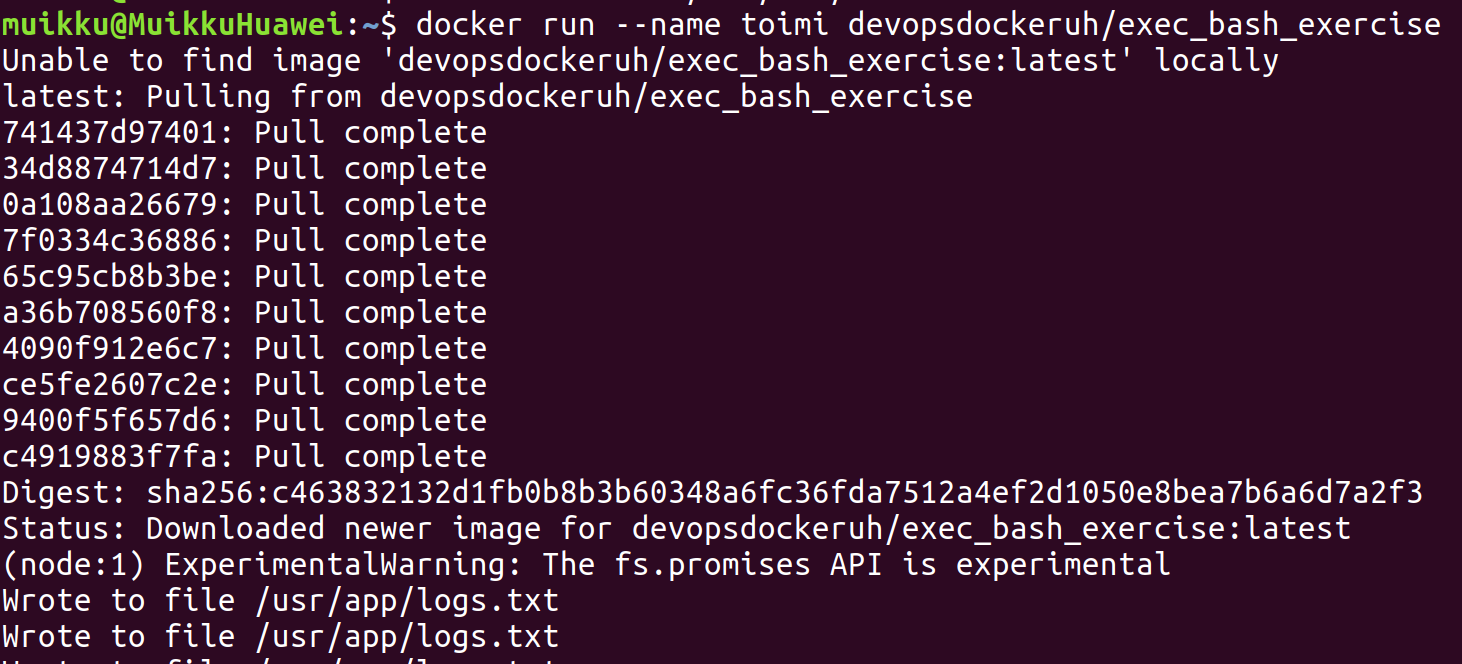 muikku@MuikkuHuawei:~$ docker run --name toimi devopsdockeruh/exec_bash_exercise
Unable to find image 'devopsdockeruh/exec_bash_exercise:latest' locally
latest: Pulling from devopsdockeruh/exec_bash_exercise
741437d97401: Pull complete
34d8874714d7: Pull complete
0a108aa26679: Pull complete
7f0334c36886: Pull complete
65c95cb8b3be: Pull complete
a36b708560f8: Pull complete
4090f912e6c7: Pull complete
ce5fe2607c2e: Pull complete
9400f5f657d6: Pull complete
c4919883f7fa: Pull complete
Digest: sha256:c463832132d1fb0b8b3b60348a6fc36fda7512a4ef2d1050e8bea7b6a6d7a2f3
Status: Downloaded newer image for devopsdockeruh/exec_bash_exercise:latest
(node:1) ExperimentalWarning: The fs.promises API is experimental
Wrote to file /usr/app/logs.txt
Wrote to file /usr/app/logs.txt